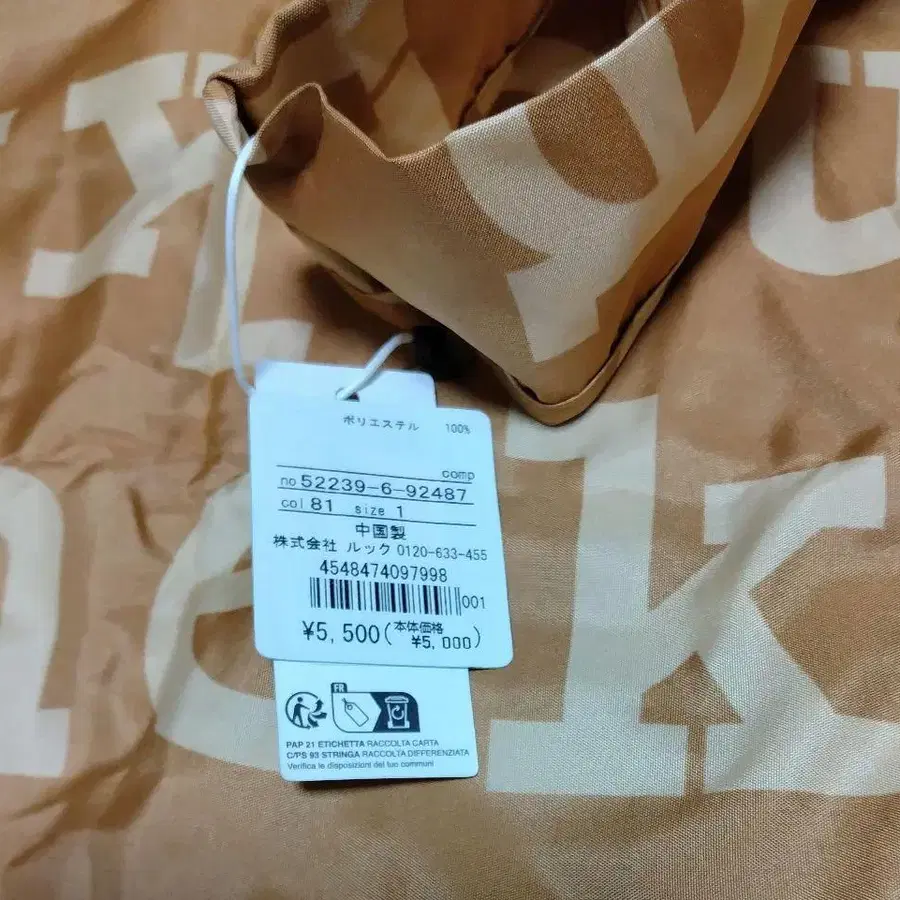 ポリエステル 100%
comp
no 52239-6-92487
col 81 size 1
中国製
株式会社 ルック 0120-633-455
4548474097998
001
¥5,500(本体価格 ¥5,000)
FR
PAP 21 ETICHETTA RACCOLTA CARTA
C/PS 93 STRINGA RACCOLTA DIFFERENZIATA
Verifica le disposizioni del tuo comuni